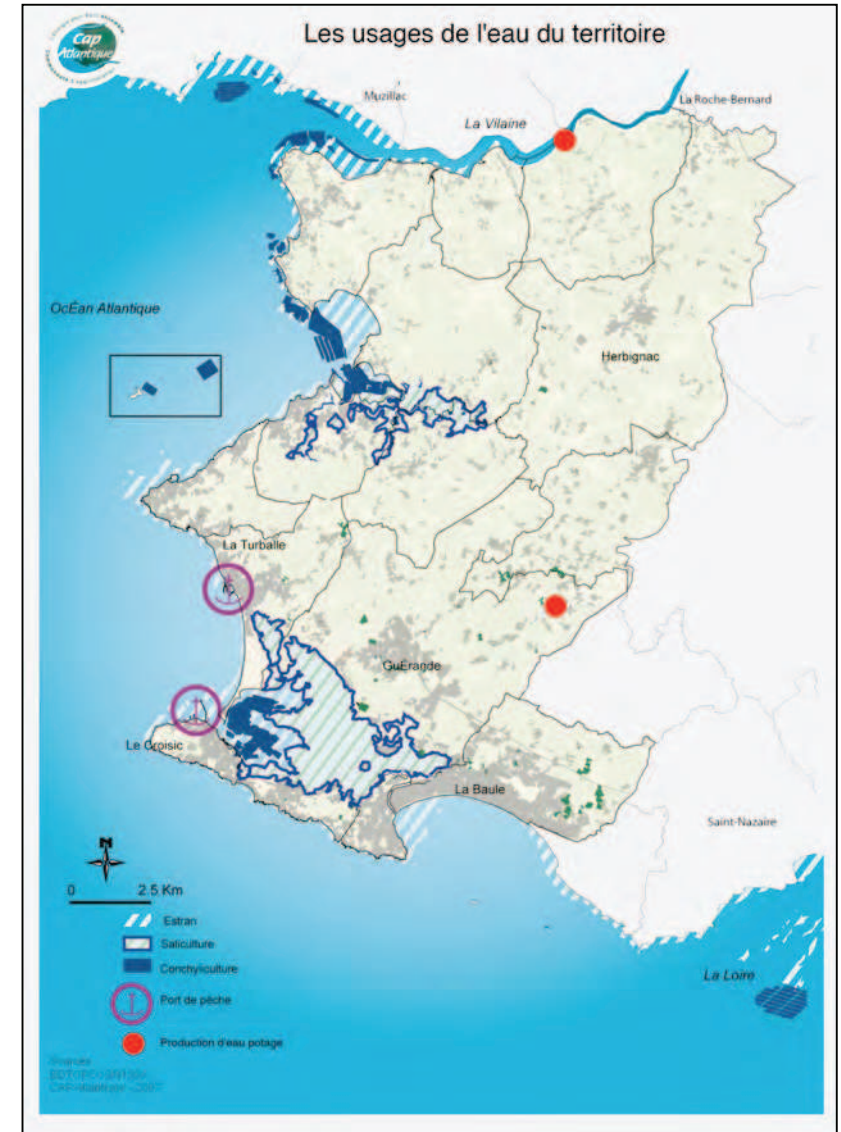 Les usages de l'eau du territoire
Cap
Atlantique
Muzillac
La Roche-Bernard
La Vilaine
OcÉan Atlantique
Herbignac
La Turballe
GuÉrande
Le Croisic
La Baule
Saint-Nazaire
N
0 2.5 Km
Estran
Saliculture
Conchyliculture
La Loire
Port de pêche
Production d'eau potage
Sources